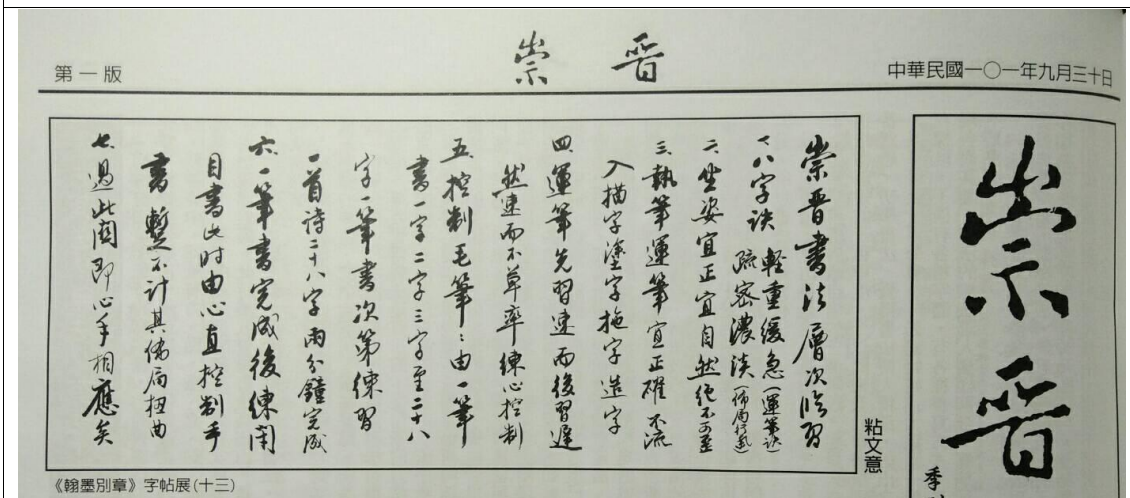 第一版
崇晉
中華民國一〇一年九月三十日
崇晉書法層次臨習
一、八字訣 輕重緩急(運筆訣)
疏密濃淡(佈局行氣)
二、坐姿宜正宜自然絕不可歪
三、執筆運筆宜正確不流
入描字塗字拖字造字
四、運筆先習速而後習遲
然速而不草率練心控制
五、控制毛筆:由一筆
書一字二字三字至二十八
字一筆書次第練習
一首詩二十八字兩分鐘完成
六、一筆書完成後練閉
目書此時由心直控制手
書暫不計其佈局扭曲
七、過此關即心手相應矣
粘文意
《翰墨別章》字帖展(十三)
崇晉
季